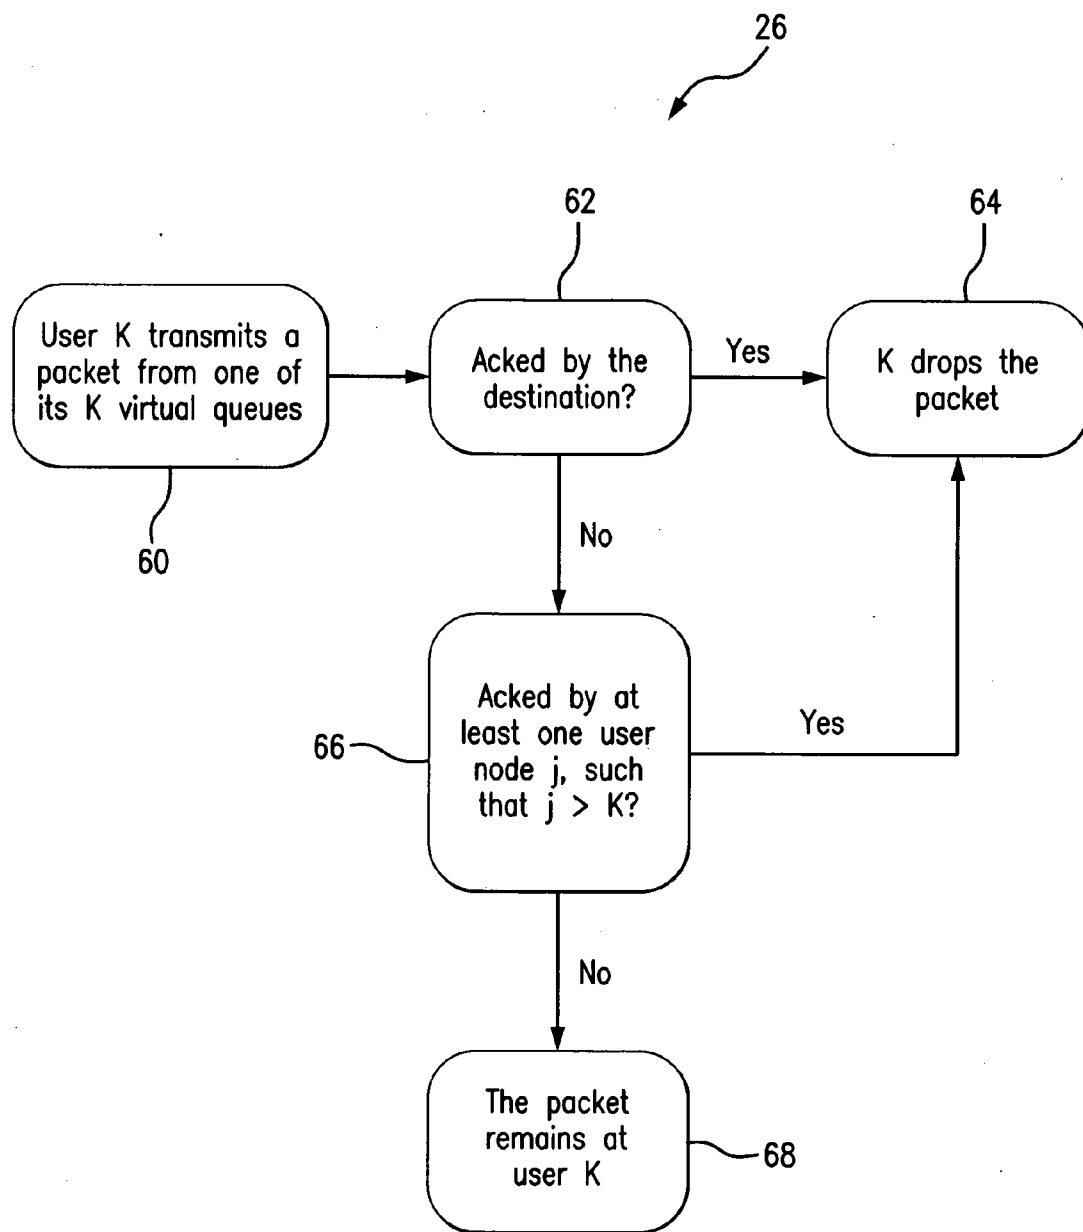 26
62
64
User K transmits a
packet from one of
its K virtual queues
Acked by the
destination?
Yes
K drops the
packet
60
No
Acked by at
least one user
node j, such
that j > K?
Yes
66
No
The packet
remains at
user K
68